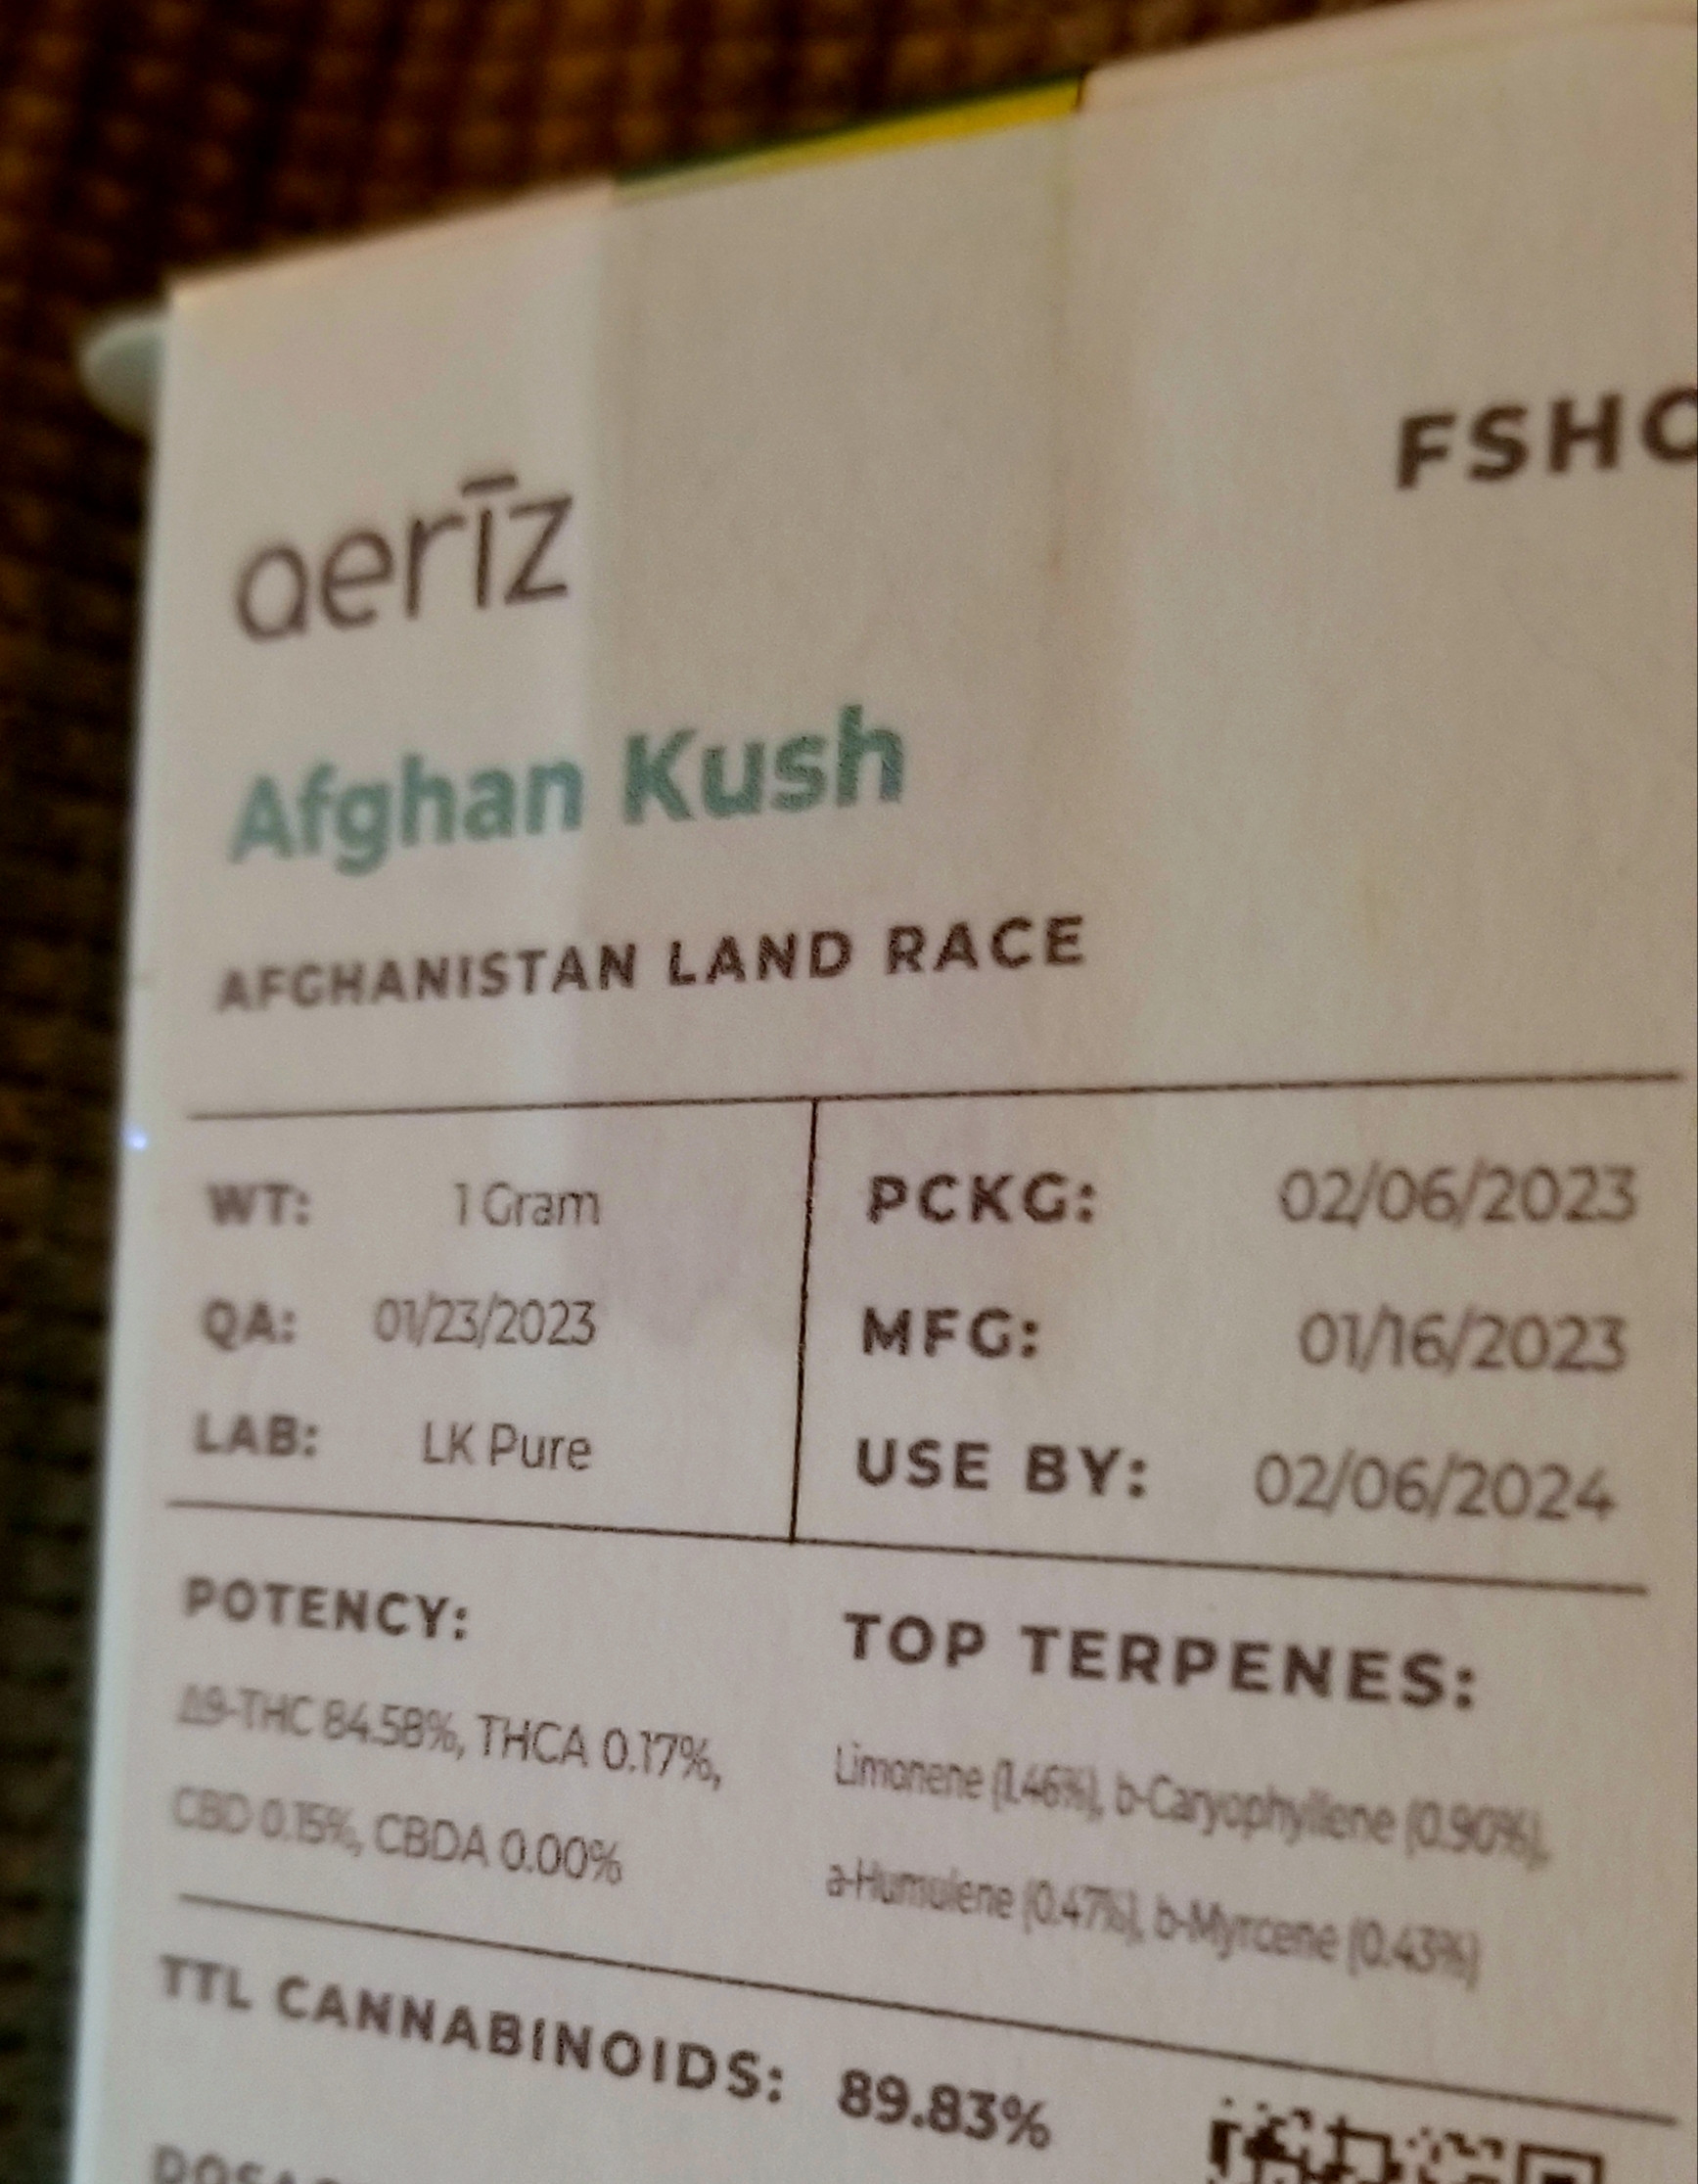 aerīz
FSHO
Afghan Kush
AFGHANISTAN LAND RACE
WT: 1 Gram
QA: 01/23/2023
LAB: LK Pure
PCKG: 02/06/2023
MFG: 01/16/2023
USE BY: 02/06/2024
POTENCY:
Δ9-THC 84.58%, THCA 0.17%,
CBD 0.15%, CBDA 0.00%
TOP TERPENES:
Limonene (1.46%), b-Caryophyllene (0.90%),
a-Humulene (0.47%), b-Myrcene (0.43%)
TTL CANNABINOIDS: 89.83%